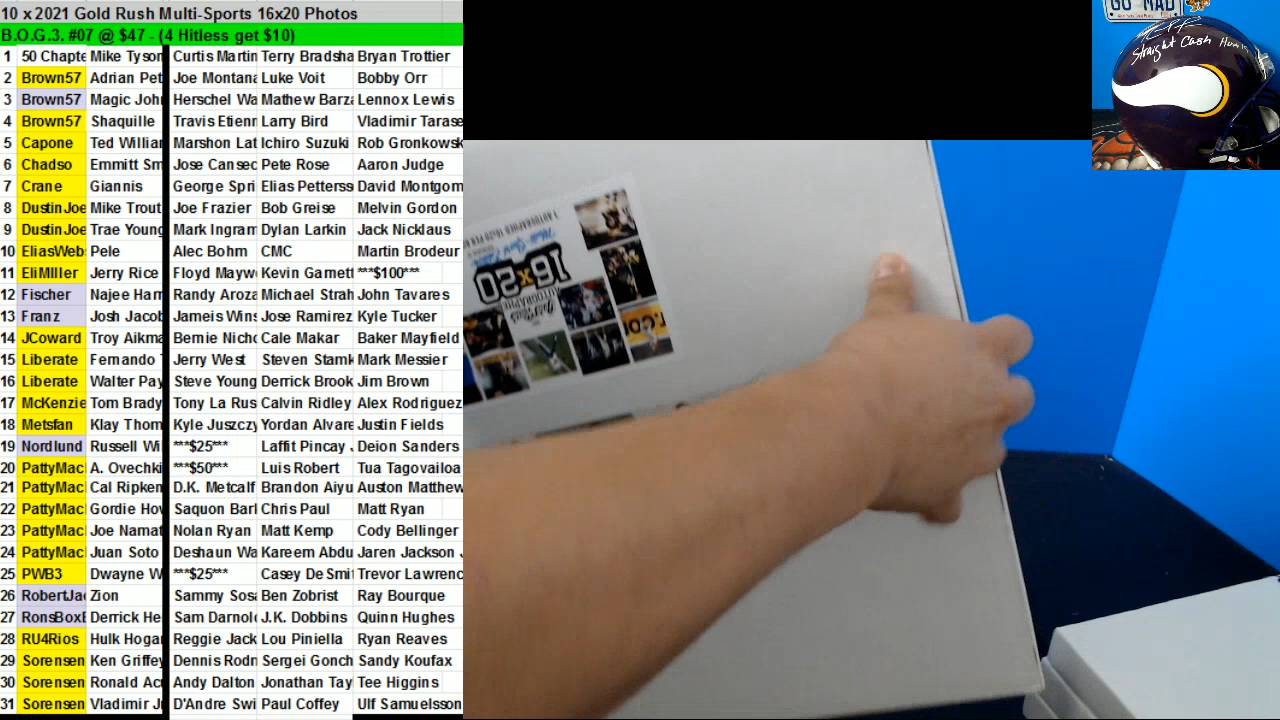 10 x 2021 Gold Rush Multi-Sports 16x20 Photos
B.O.G.3. #07 @ $47 - (4 Hitless get $10)
1 50 Chapte Mike Tyson Curtis Martin Terry Bradsha Bryan Trottier
2 Brown57 Adrian Pet Joe Montana Luke Voit Bobby Orr
3 Brown57 Magic John Herschel Wa Mathew Barza Lennox Lewis
4 Brown57 Shaquille Travis Etienn Larry Bird Vladimir Tarase
5 Capone Ted Willian Marshon Lat Ichiro Suzuki Rob Gronkowsk
6 Chadso Emmitt Sm Jose Cansec Pete Rose Aaron Judge
7 Crane Giannis George Spri Elias Petterss David Montgom
8 DustinJoe Mike Trout Joe Frazier Bob Greise Melvin Gordon
9 DustinJoe Trae Young Mark Ingram Dylan Larkin Jack Nicklaus
10 EliasWeb Pele Alec Bohm CMC Martin Brodeur
11 EliMIller Jerry Rice Floyd Maywe Kevin Garnett ***$100***
12 Fischer Najee Harr Randy Aroza Michael Strah John Tavares
13 Franz Josh Jacob Jameis Wins Jose Ramirez Kyle Tucker
14 JCoward Troy Aikma Bernie Nicho Cale Makar Baker Mayfield
15 Liberate Fernando T Jerry West Steven Stamk Mark Messier
16 Liberate Walter Pay Steve Young Derrick Brook Jim Brown
17 McKenzie Tom Brady Tony La Rus Calvin Ridley Alex Rodriguez
18 Metsfan Klay Thom Kyle Juszczy Yordan Alvare Justin Fields
19 Nordlund Russell Wi ***$25*** Laffit Pincay J Deion Sanders
20 PattyMac A. Ovechki ***$50*** Luis Robert Tua Tagovailoa
21 PattyMac Cal Ripken D.K. Metcalf Brandon Aiyu Auston Matthew
22 PattyMac Gordie How Saquon Bark Chris Paul Matt Ryan
23 PattyMac Joe Namat Nolan Ryan Matt Kemp Cody Bellinger
24 PattyMac Juan Soto Deshaun Wa Kareem Abdu Jaren Jackson J
25 PWB3 Dwayne W ***$25*** Casey DeSmit Trevor Lawrenc
26 RobertJac Zion Sammy Sosa Ben Zobrist Ray Bourque
27 RonsBoxE Derrick He Sam Darnold J.K. Dobbins Quinn Hughes
28 RU4Rios Hulk Hogan Reggie Jack Lou Piniella Ryan Reaves
29 Sorensen Ken Griffey Dennis Rodn Sergei Gonch Sandy Koufax
30 Sorensen Ronald Acu Andy Dalton Jonathan Tay Tee Higgins
31 Sorensen Vladimir Ju D'Andre Swi Paul Coffey Ulf Samuelsson
GO MAD
Straight Cash
16x20